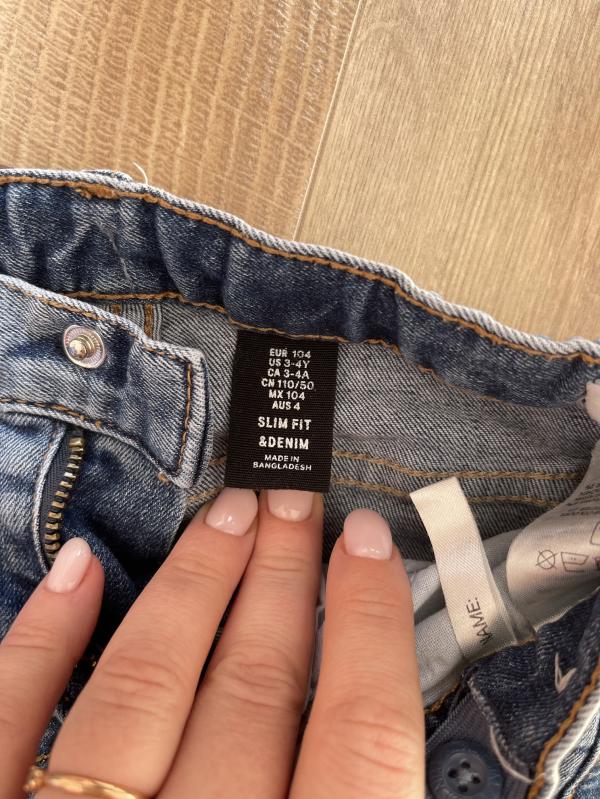 EUR 104
US 3-4Y
CA 3-4A
CN 110/50
MX 104
AUS 4
SLIM FIT
&DENIM
MADE IN
BANGLADESH